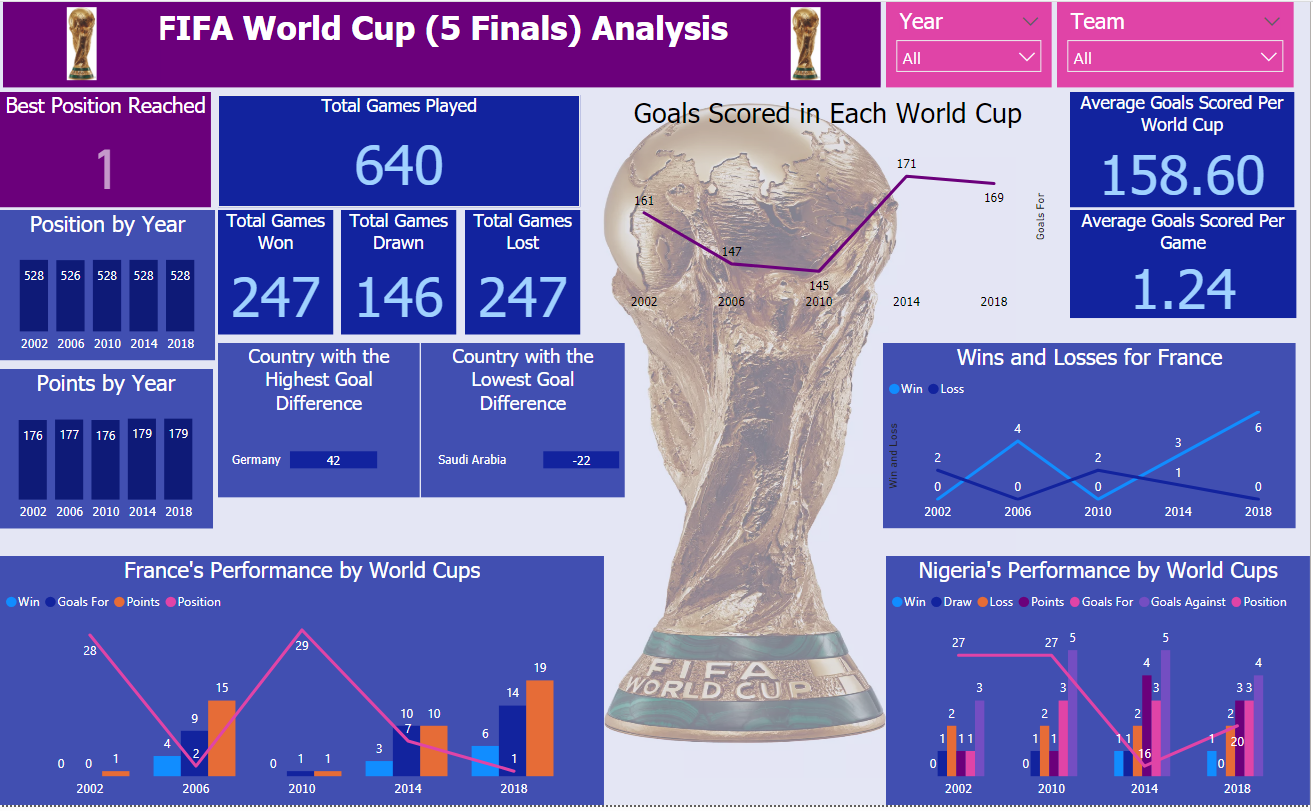 FIFA World Cup (5 Finals) Analysis
Year
All
Team
All
Best Position Reached
1
Total Games Played
640
Goals Scored in Each World Cup
161
147
145
171
169
2002
2006
2010
2014
2018
Goals For
Average Goals Scored Per
World Cup
158.60
Position by Year
528
526
528
528
528
2002
2006
2010
2014
2018
Total Games
Won
247
Total Games
Drawn
146
Total Games
Lost
247
Average Goals Scored Per
Game
1.24
Points by Year
176
177
176
179
179
2002
2006
2010
2014
2018
Country with the
Highest Goal
Difference
Germany
42
Country with the
Lowest Goal
Difference
Saudi Arabia
-22
Wins and Losses for France
Win
Loss
Win and Loss
2
0
4
0
2
0
3
1
6
0
2002
2006
2010
2014
2018
France's Performance by World Cups
Win
Goals For
Points
Position
28
0
0
1
4
9
2
15
29
0
1
1
3
10
7
10
6
14
1
19
2002
2006
2010
2014
2018
FIFA
WORLD CUP
Nigeria's Performance by World Cups
Win
Draw
Loss
Points
Goals For
Goals Against
Position
27
0
1
2
1
1
3
27
0
1
2
1
3
5
1
1
2
4
3
5
16
1
0
2
3
3
4
20
2002
2010
2014
2018